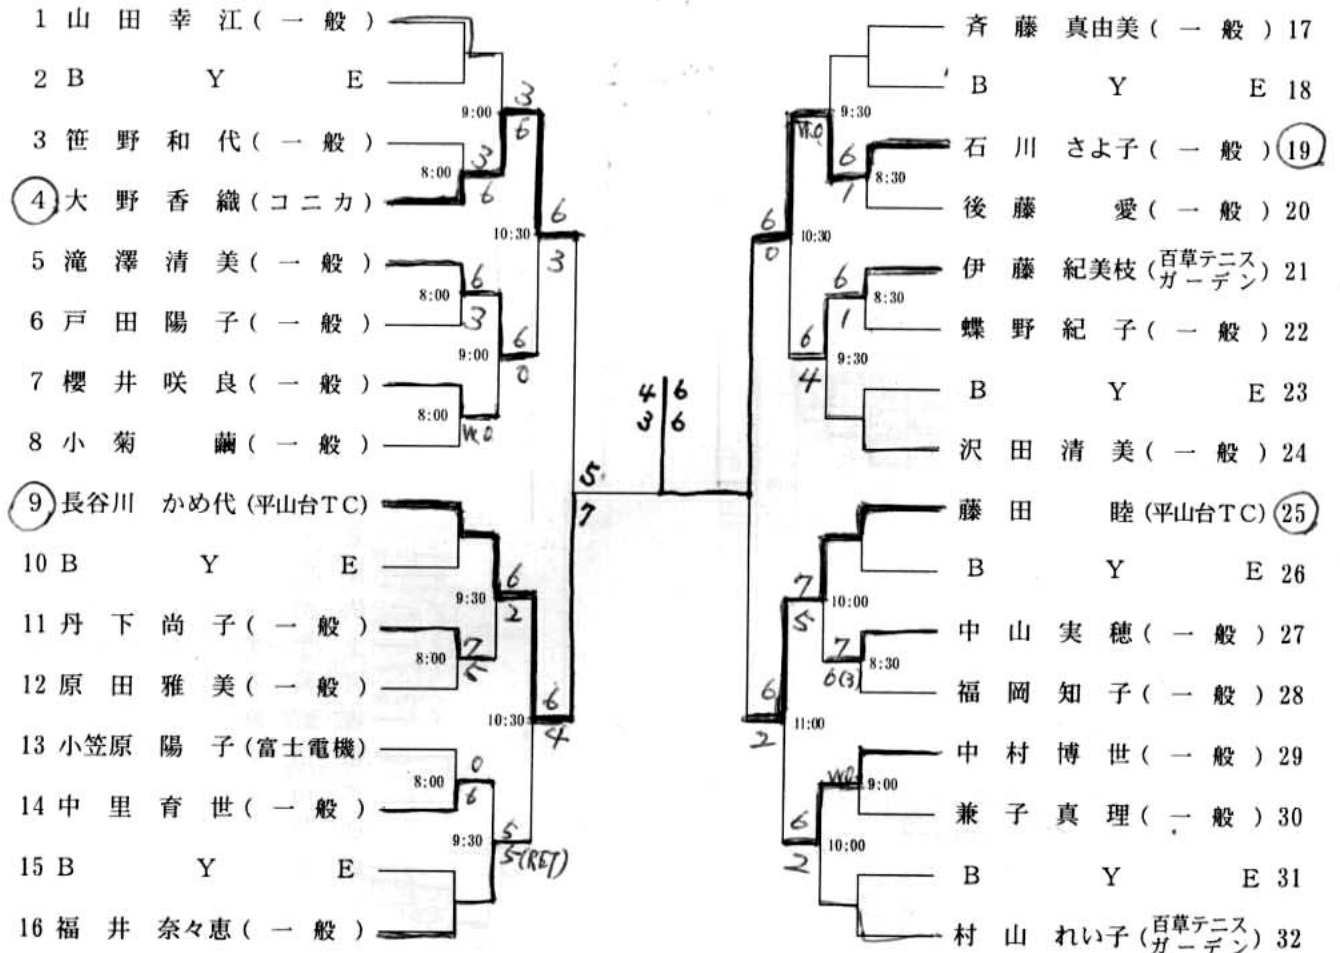 1 山田幸江(一般)
2 B Y E
9:00
3
6
3 笹野和代(一般)
8:00
3
6
④ 大野香織(コニカ)
10:30
6
3
5 滝澤清美(一般)
8:00
6
3
6 戸田陽子(一般)
9:00
6
0
7 櫻井咲良(一般)
8:00
W.O
8 小菊繭(一般)
5
7
⑨ 長谷川かめ代(平山台TC)
10 B Y E
9:30
6
2
11 丹下尚子(一般)
8:00
7
5
12 原田雅美(一般)
10:30
6
4
13 小笠原陽子(富士電機)
8:00
0
6
14 中里育世(一般)
9:30
5
5(RET)
15 B Y E
16 福井奈々恵(一般)
4 6
3 6
斉藤真由美(一般) 17
B Y E 18
9:30
W.O
石川さよ子(一般) ⑲
6
1
8:30
後藤愛(一般) 20
6
0
10:30
伊藤紀美枝(百草テニスガーデン) 21
6
1
8:30
蝶野紀子(一般) 22
6
4
9:30
B Y E 23
沢田清美(一般) 24
藤田睦(平山台TC) ㉕
B Y E 26
7
5
10:00
中山実穂(一般) 27
7
6(3)
8:30
福岡知子(一般) 28
6
2
11:00
中村博世(一般) 29
W.O
9:00
兼子真理(一般) 30
6
2
10:00
B Y E 31
村山れい子(百草テニスガーデン) 32